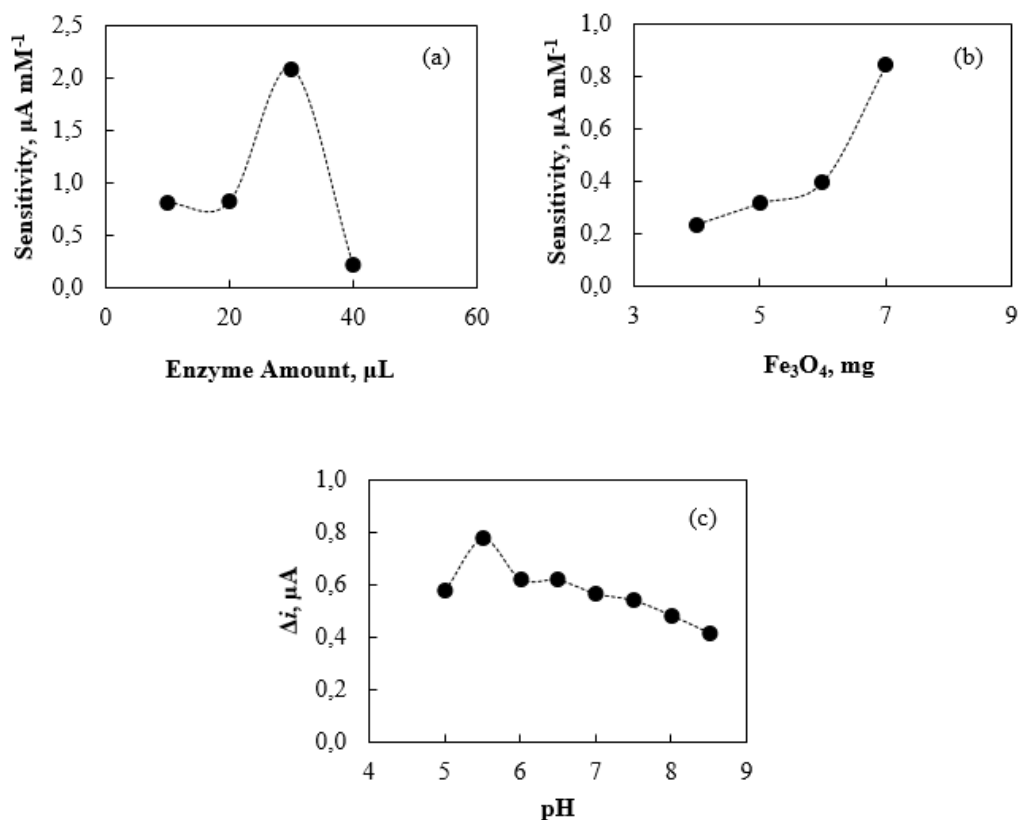 2,5
2,0
1,5
1,0
0,5
0,0
Sensitivity, µA mM⁻¹
(a)
0 20 40 60
Enzyme Amount, µL
1,0
0,8
0,6
0,4
0,2
0,0
Sensitivity, µA mM⁻¹
(b)
3 5 7 9
Fe₃O₄, mg
1,0
0,8
0,6
0,4
0,2
0,0
Δi, µA
(c)
4 5 6 7 8 9
pH